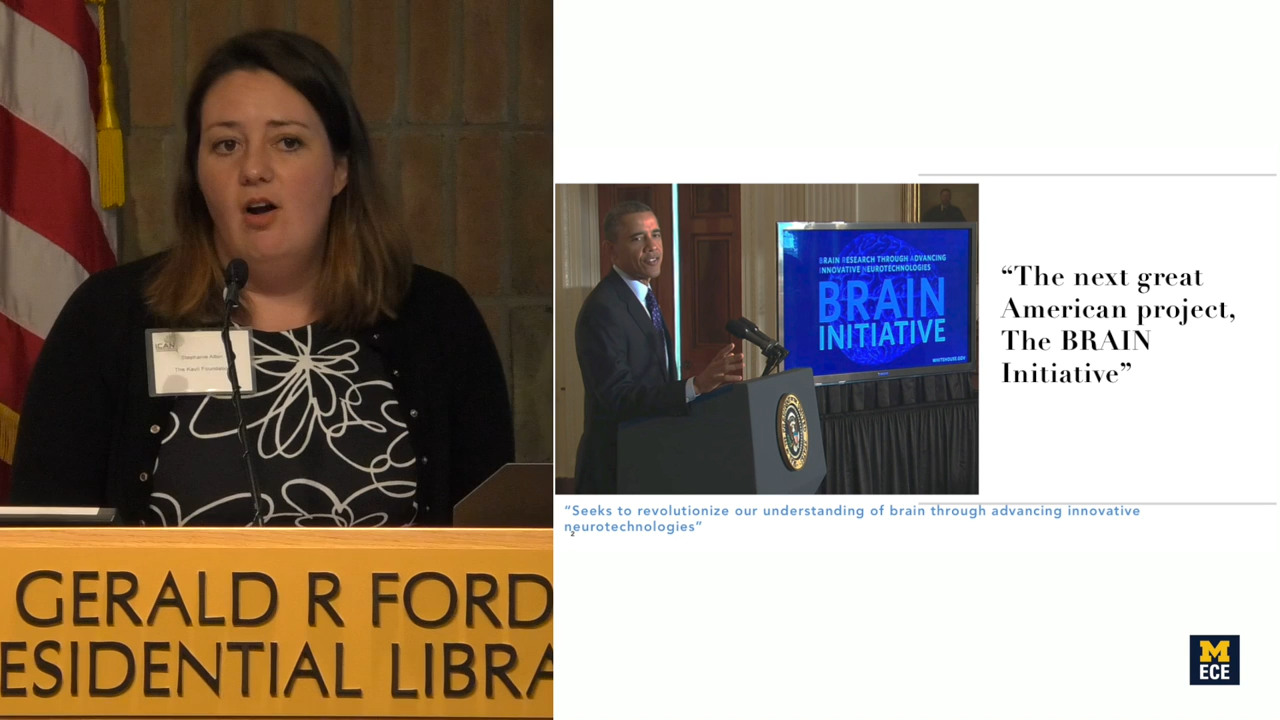 ICAN
Stephanie
The Kavli Foundation
GERALD R FORD
ESIDENTIAL LIBRA
BRAIN RESEARCH THROUGH ADVANCING
INNOVATIVE NEUROTECHNOLOGIES
BRAIN
INITIATIVE
WHITEHOUSE.GOV
“The next great
American project,
The BRAIN
Initiative”
“Seeks to revolutionize our understanding of brain through advancing innovative
neurotechnologies”
2
M
ECE